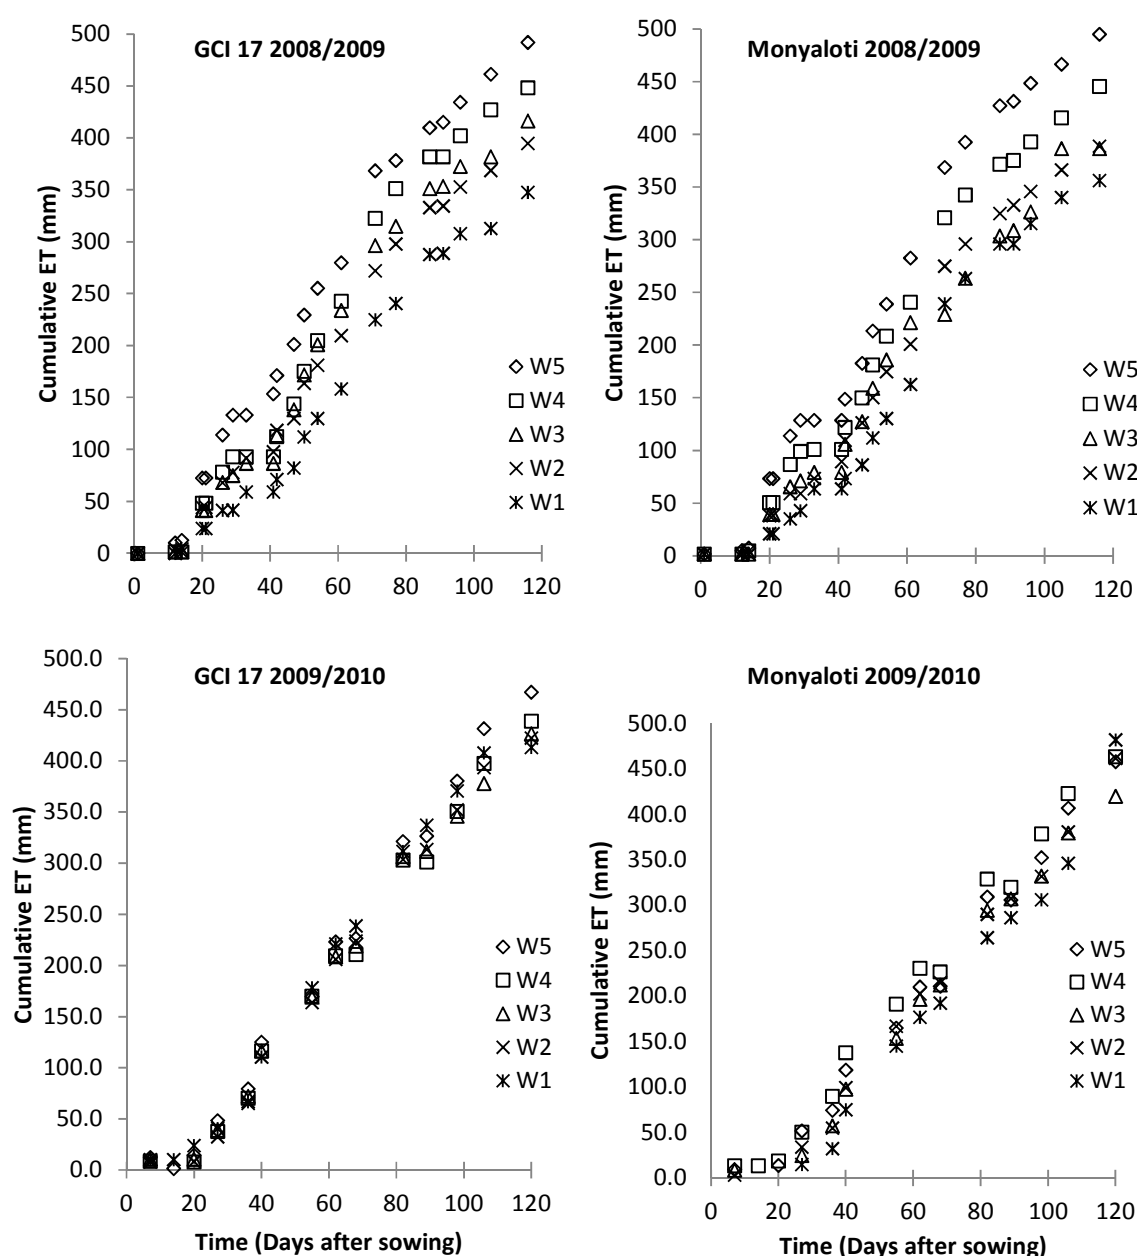 GCI 17 2008/2009
Cumulative ET (mm)
500
450
400
350
300
250
200
150
100
50
0
0 20 40 60 80 100 120
W5
W4
W3
W2
W1
Monyaloti 2008/2009
Cumulative ET (mm)
500
450
400
350
300
250
200
150
100
50
0
0 20 40 60 80 100 120
W5
W4
W3
W2
W1
GCI 17 2009/2010
Cumulative ET (mm)
500.0
450.0
400.0
350.0
300.0
250.0
200.0
150.0
100.0
50.0
0.0
0 20 40 60 80 100 120
Time (Days after sowing)
W5
W4
W3
W2
W1
Monyaloti 2009/2010
Cumulative ET (mm)
500.0
450.0
400.0
350.0
300.0
250.0
200.0
150.0
100.0
50.0
0.0
0 20 40 60 80 100 120
Time (Days after sowing)
W5
W4
W3
W2
W1